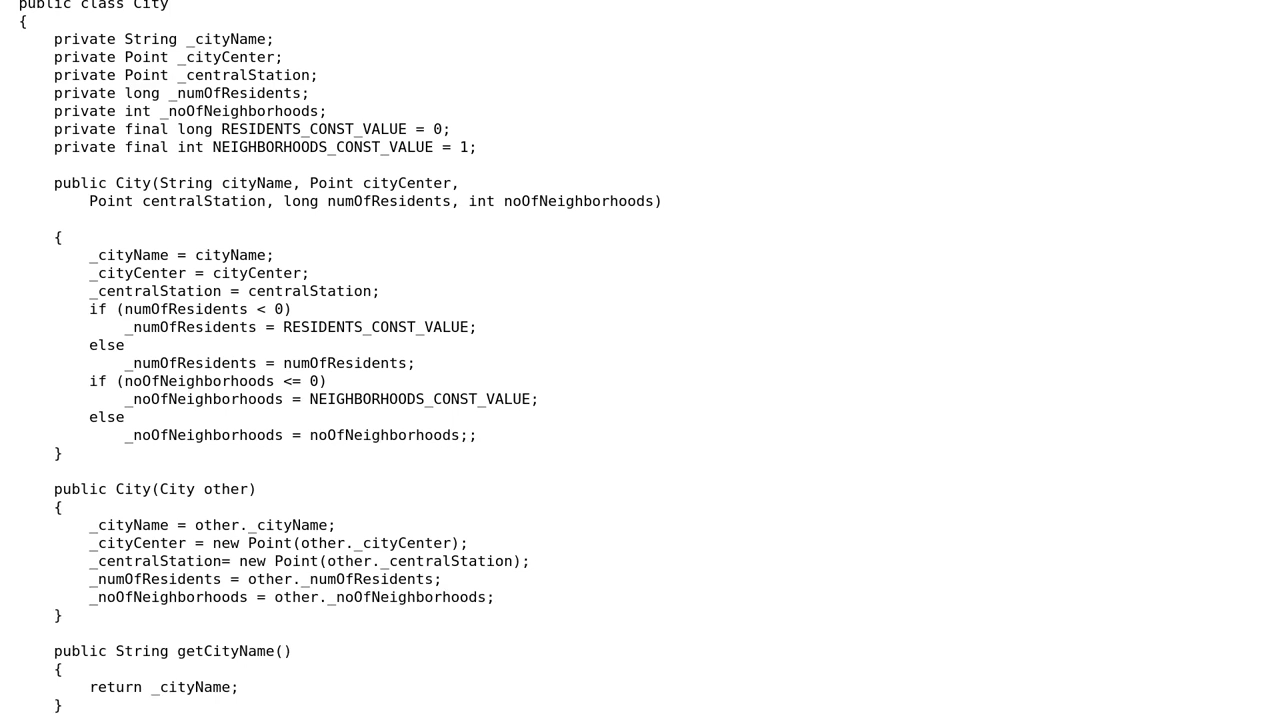 public class City
{
    private String _cityName;
    private Point _cityCenter;
    private Point _centralStation;
    private long _numOfResidents;
    private int _noOfNeighborhoods;
    private final long RESIDENTS_CONST_VALUE = 0;
    private final int NEIGHBORHOODS_CONST_VALUE = 1;

    public City(String cityName, Point cityCenter,
        Point centralStation, long numOfResidents, int noOfNeighborhoods)

    {
        _cityName = cityName;
        _cityCenter = cityCenter;
        _centralStation = centralStation;
        if (numOfResidents < 0)
            _numOfResidents = RESIDENTS_CONST_VALUE;
        else
            _numOfResidents = numOfResidents;
        if (noOfNeighborhoods <= 0)
            _noOfNeighborhoods = NEIGHBORHOODS_CONST_VALUE;
        else
            _noOfNeighborhoods = noOfNeighborhoods;;
    }

    public City(City other)
    {
        _cityName = other._cityName;
        _cityCenter = new Point(other._cityCenter);
        _centralStation= new Point(other._centralStation);
        _numOfResidents = other._numOfResidents;
        _noOfNeighborhoods = other._noOfNeighborhoods;
    }

    public String getCityName()
    {
        return _cityName;
    }